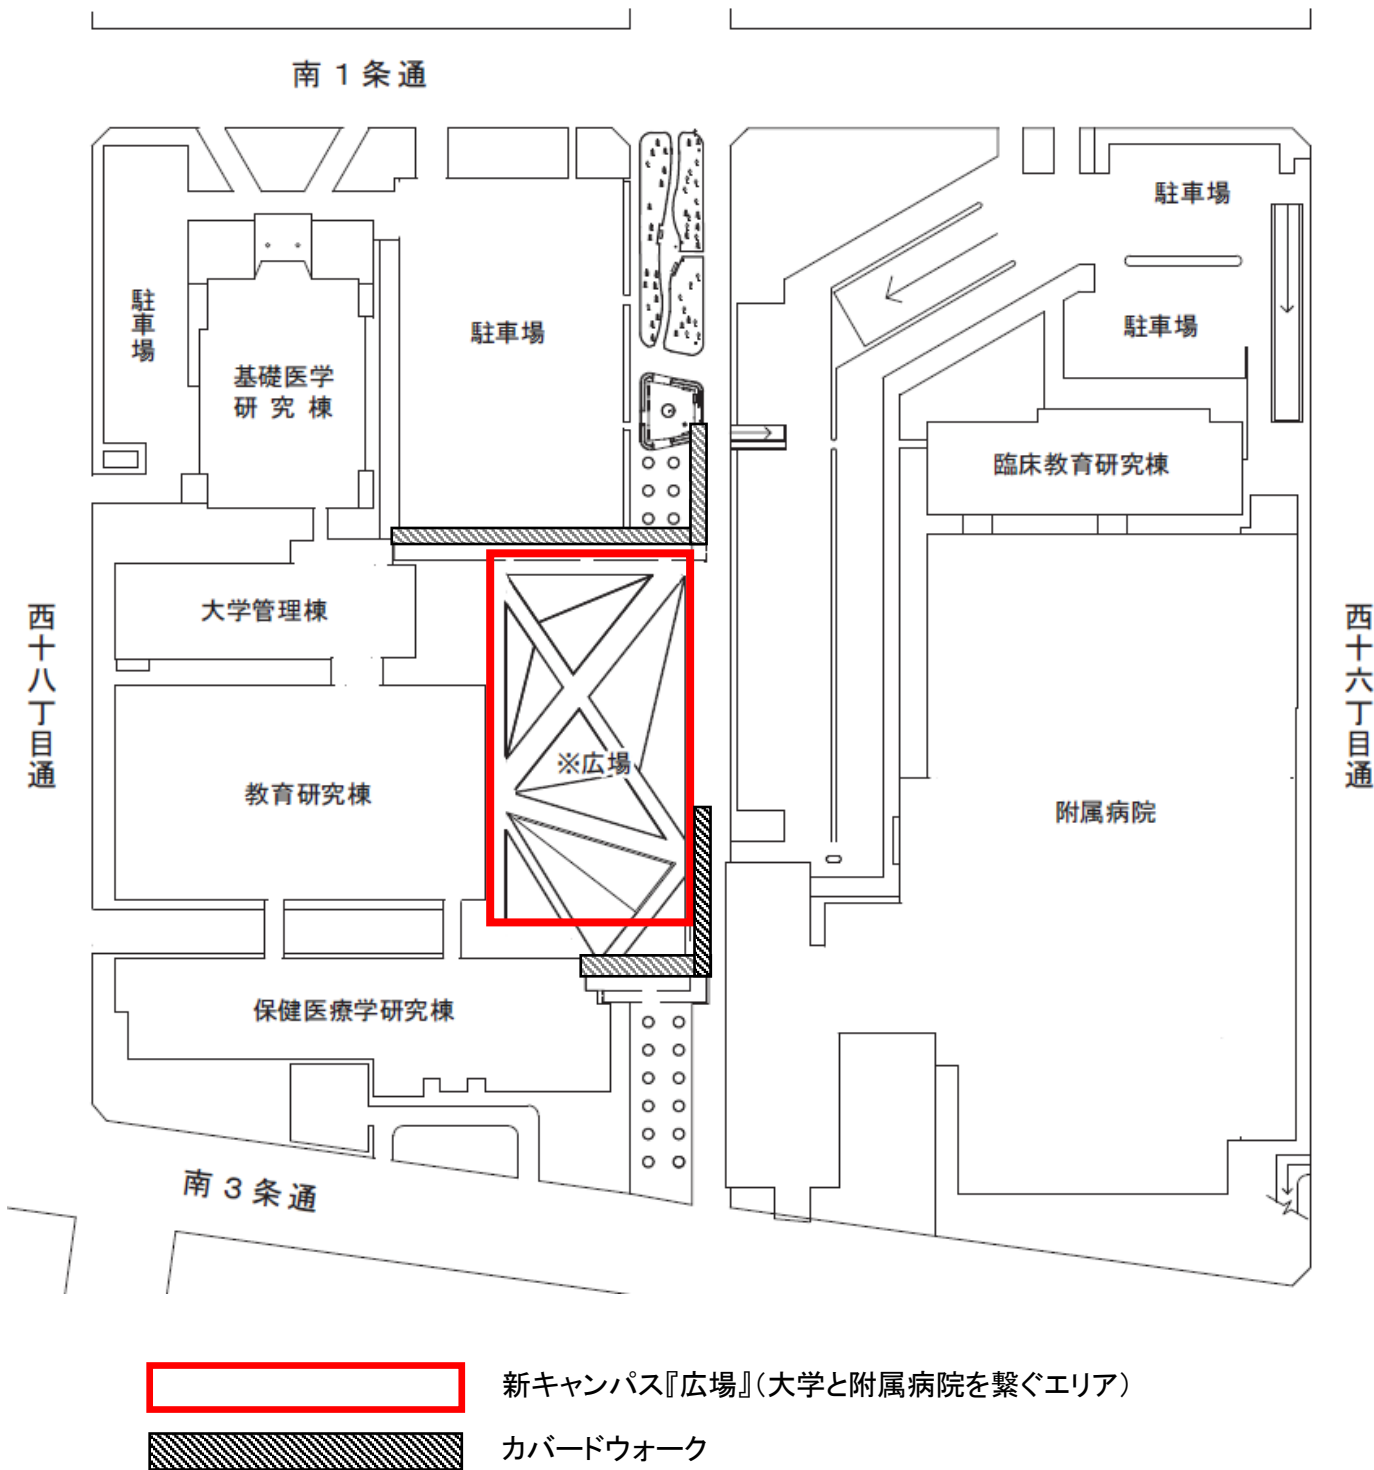 南１条通
駐車場
駐車場
駐車場
駐車場
基礎医学
研究棟
臨床教育研究棟
大学管理棟
西十八丁目通
西十六丁目通
※広場
教育研究棟
附属病院
保健医療学研究棟
南３条通
新キャンパス『広場』（大学と附属病院を繋ぐエリア）
カバードウォーク